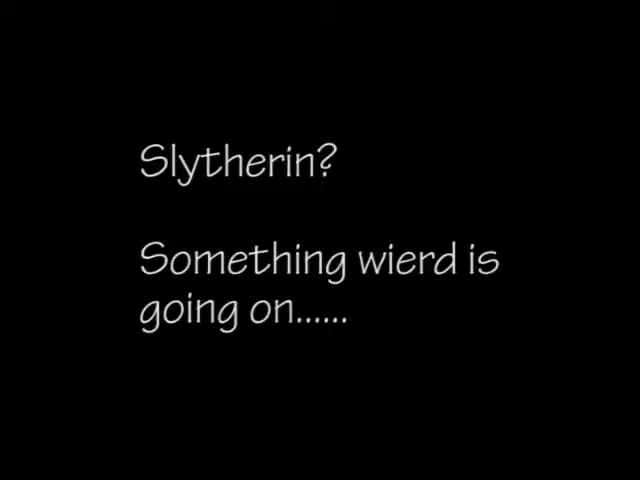 Slytherin?
Something wierd is
going on......